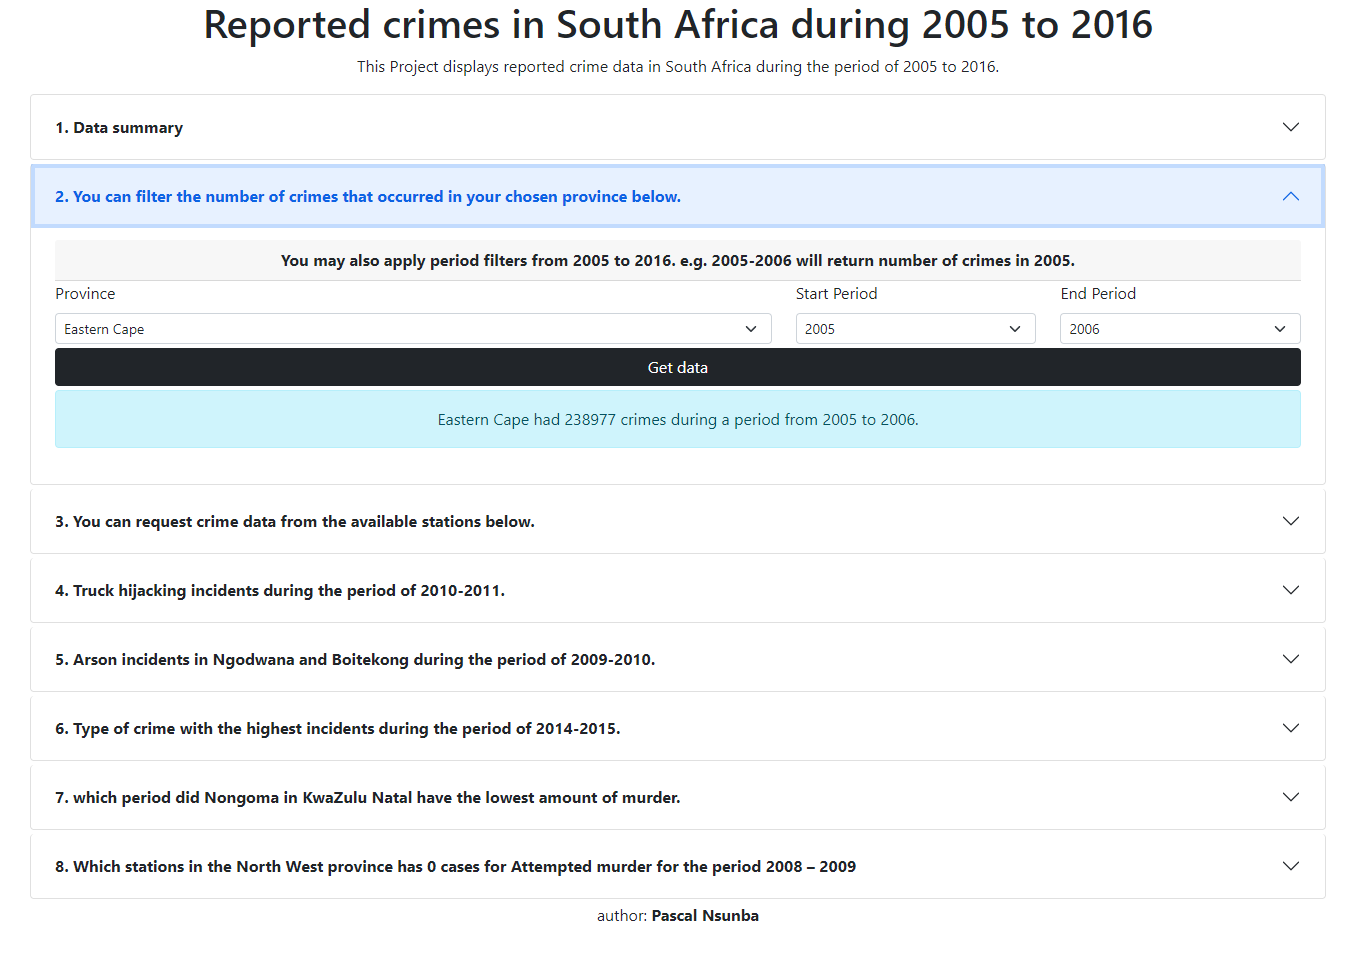 Reported crimes in South Africa during 2005 to 2016
This Project displays reported crime data in South Africa during the period of 2005 to 2016.
1. Data summary
2. You can filter the number of crimes that occurred in your chosen province below.
You may also apply period filters from 2005 to 2016. e.g. 2005-2006 will return number of crimes in 2005.
Province Start Period End Period
Eastern Cape 2005 2006
Get data
Eastern Cape had 238977 crimes during a period from 2005 to 2006.
3. You can request crime data from the available stations below.
4. Truck hijacking incidents during the period of 2010-2011.
5. Arson incidents in Ngodwana and Boitekong during the period of 2009-2010.
6. Type of crime with the highest incidents during the period of 2014-2015.
7. which period did Nongoma in KwaZulu Natal have the lowest amount of murder.
8. Which stations in the North West province has 0 cases for Attempted murder for the period 2008 – 2009
author: Pascal Nsunba